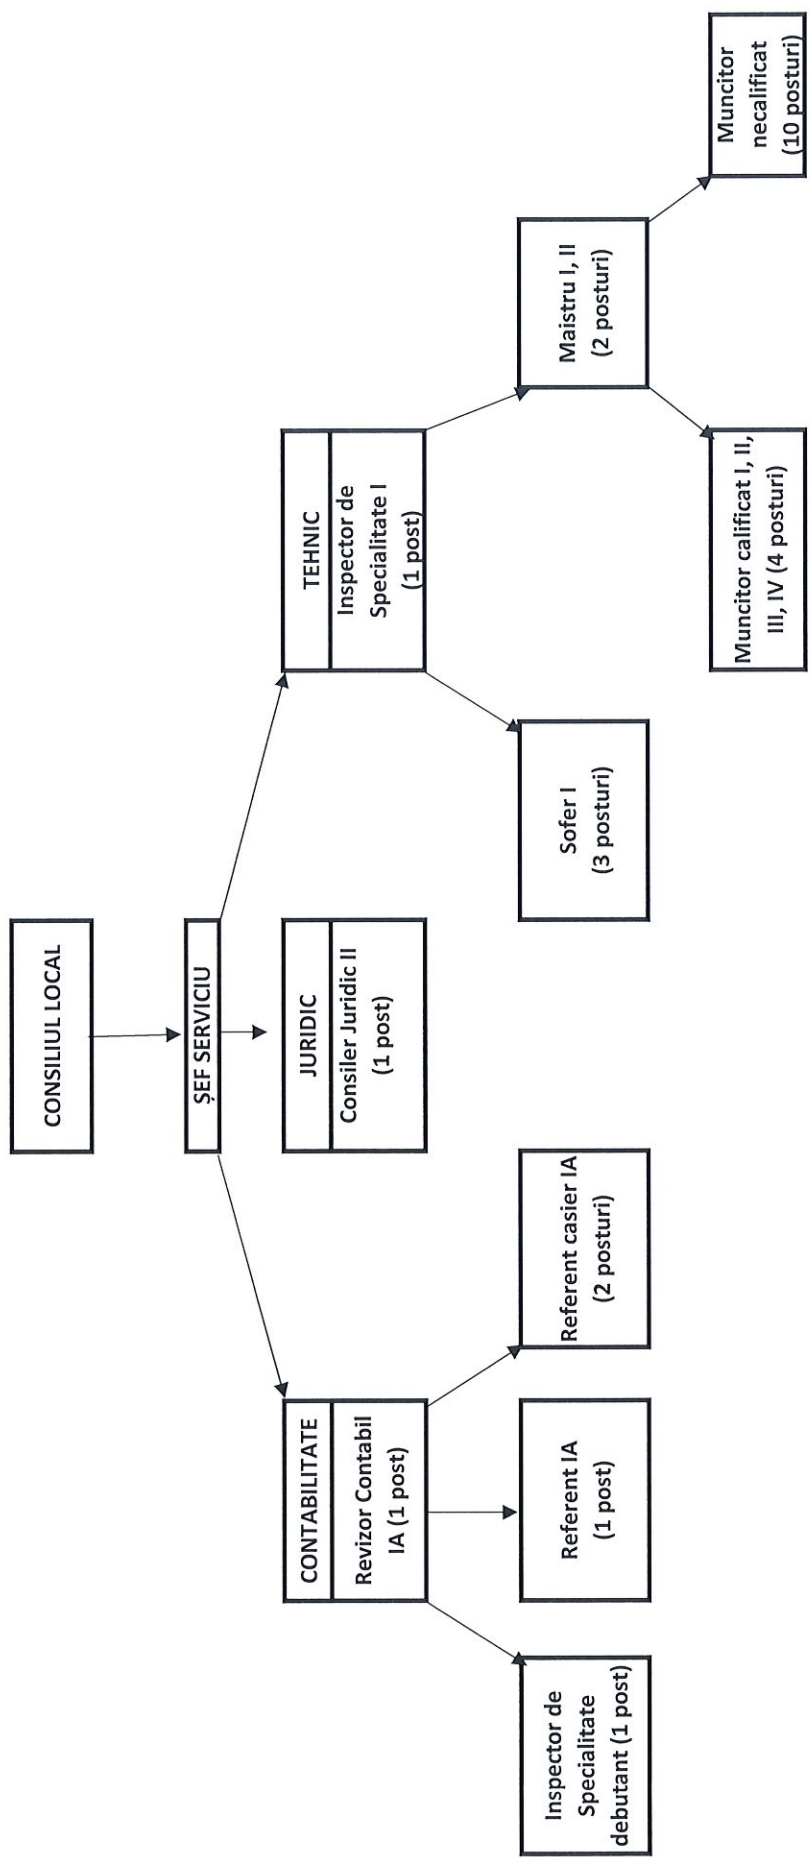 CONSILIUL LOCAL
ȘEF SERVICIU
CONTABILITATE
Revizor Contabil
IA (1 post)
JURIDIC
Consiler Juridic II
(1 post)
TEHNIC
Inspector de
Specialitate I
(1 post)
Inspector de
Specialitate
debutant (1 post)
Referent IA
(1 post)
Referent casier IA
(2 posturi)
Sofer I
(3 posturi)
Maistru I, II
(2 posturi)
Muncitor calificat I, II,
III, IV (4 posturi)
Muncitor
necalificat
(10 posturi)